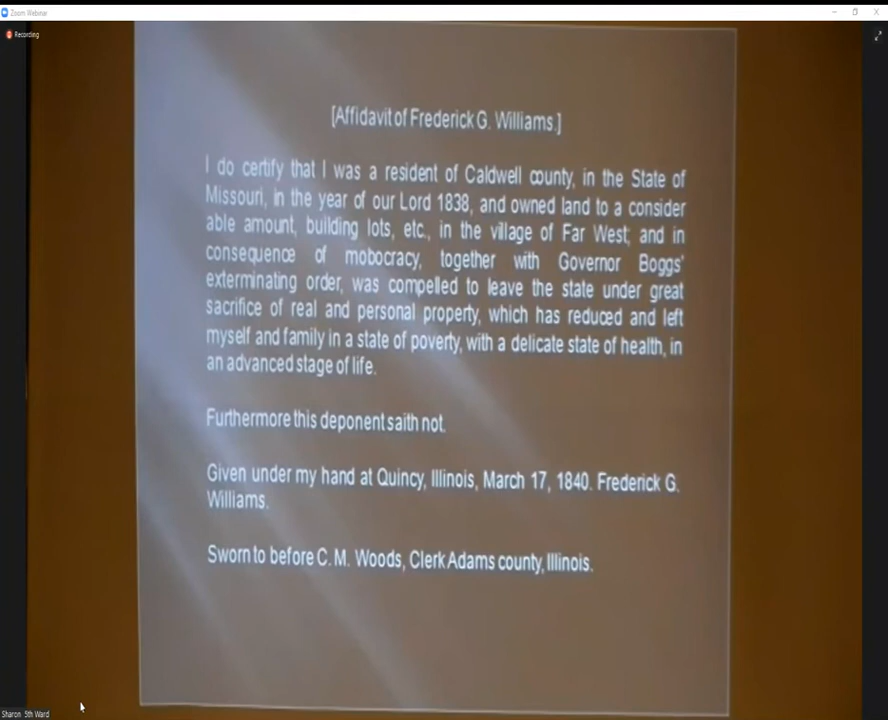 Zoom Webinar
Recording
[Affidavit of Frederick G. Williams.]
I do certify that I was a resident of Caldwell county, in the State of
Missouri, in the year of our Lord 1838, and owned land to a consider
able amount, building lots, etc., in the village of Far West; and in
consequence of mobocracy, together with Governor Boggs'
exterminating order, was compelled to leave the state under great
sacrifice of real and personal property, which has reduced and left
myself and family in a state of poverty, with a delicate state of health, in
an advanced stage of life.
Furthermore this deponent saith not.
Given under my hand at Quincy, Illinois, March 17, 1840. Frederick G.
Williams.
Sworn to before C. M. Woods, Clerk Adams county, Illinois.
Sharon 5th Ward